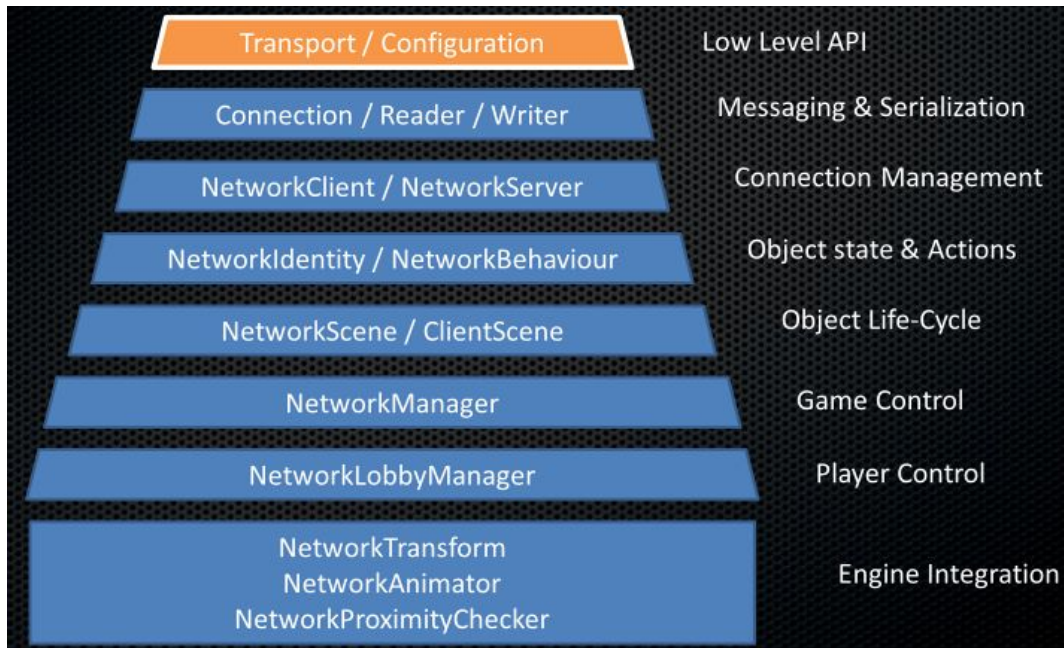 Transport / Configuration
Low Level API
Connection / Reader / Writer
Messaging & Serialization
NetworkClient / NetworkServer
Connection Management
NetworkIdentity / NetworkBehaviour
Object state & Actions
NetworkScene / ClientScene
Object Life-Cycle
NetworkManager
Game Control
NetworkLobbyManager
Player Control
NetworkTransform
NetworkAnimator
NetworkProximityChecker
Engine Integration